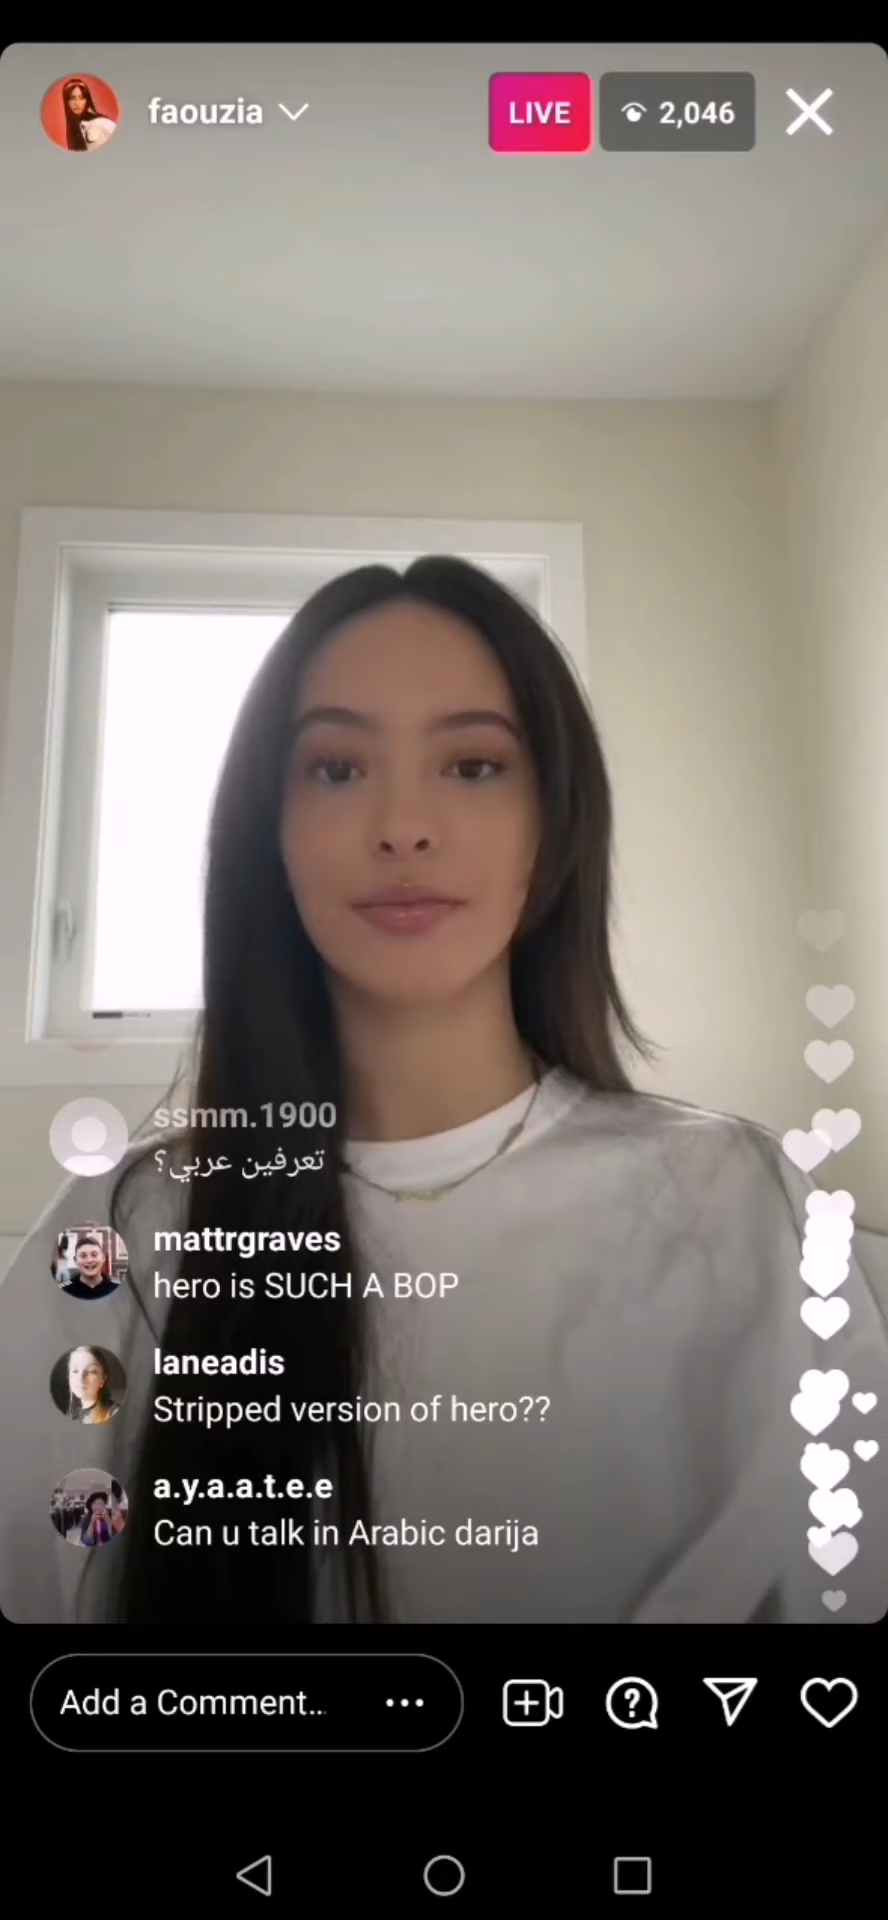 faouzia
LIVE
2,046
ssmm.1900
تعرفين عربي؟
mattrgraves
hero is SUCH A BOP
laneadis
Stripped version of hero??
a.y.a.a.t.e.e
Can u talk in Arabic darija
Add a Comment...